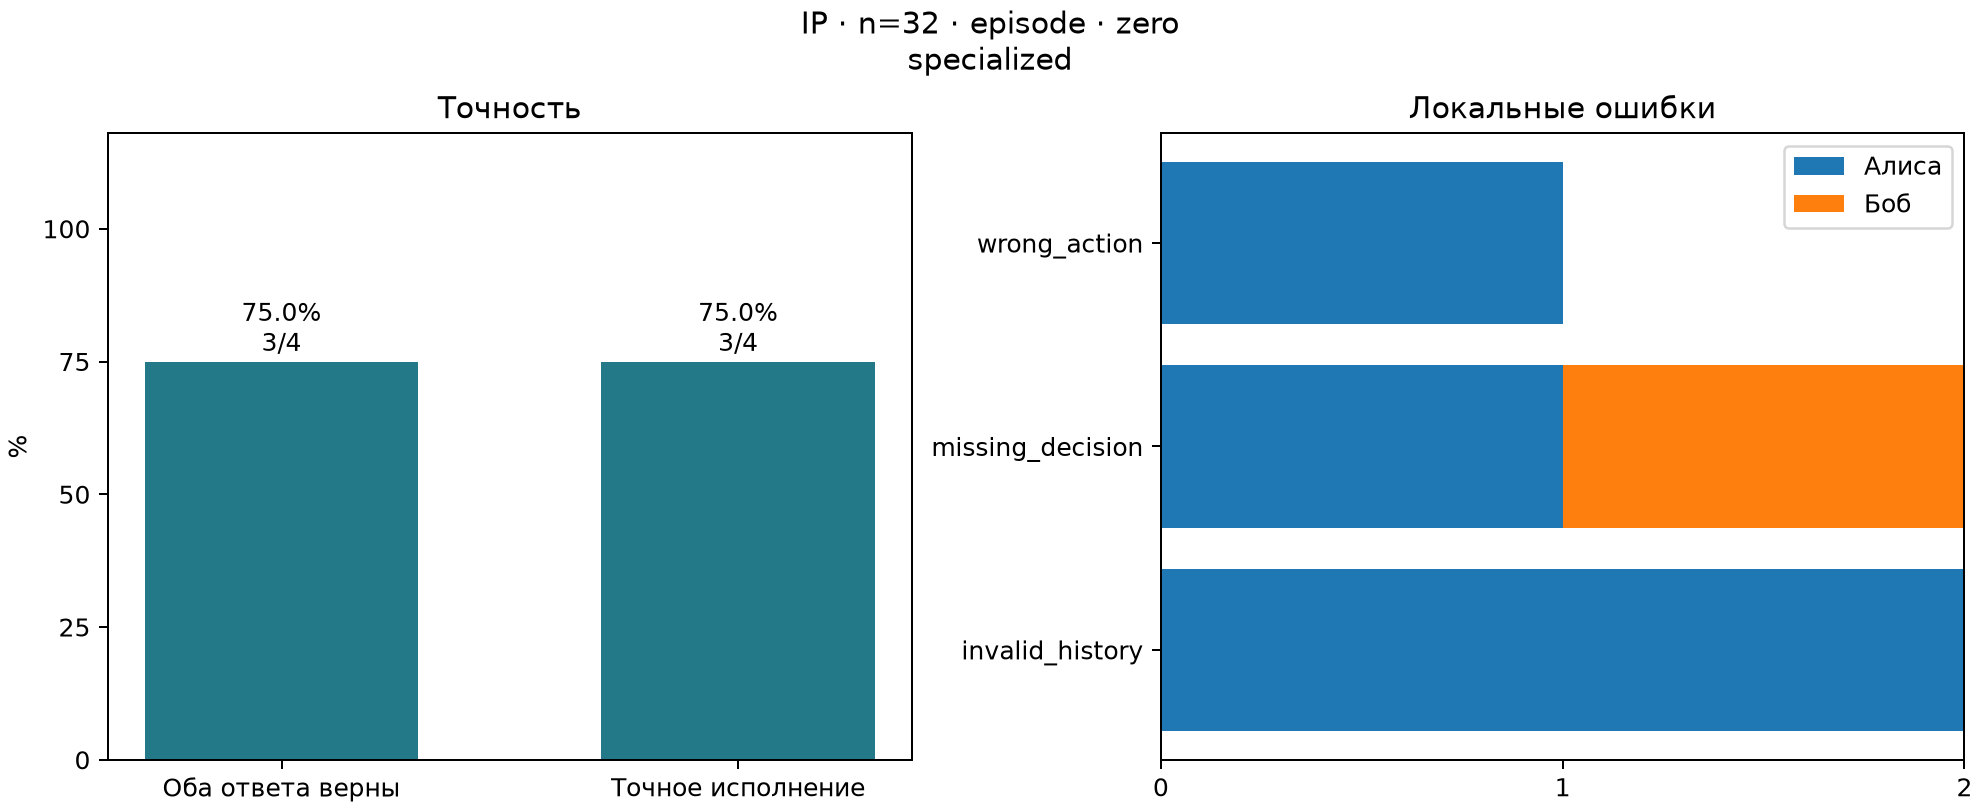 IP · n=32 · episode · zero
specialized
Точность
%
100
75
50
25
0
75.0%
3/4
75.0%
3/4
Оба ответа верны
Точное исполнение
Локальные ошибки
Алиса
Боб
wrong_action
missing_decision
invalid_history
0
1
2